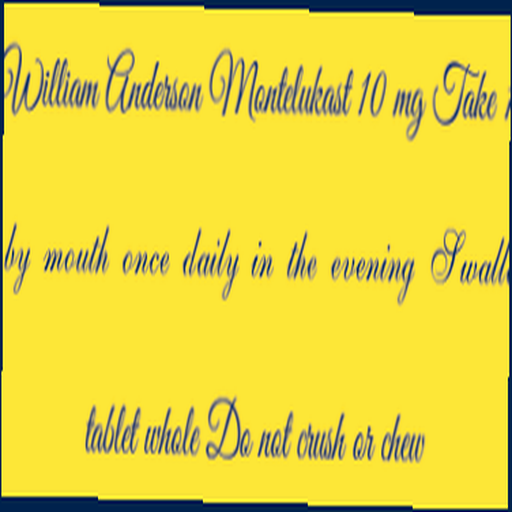 William Anderson Montelukast 10 mg Take
by mouth once daily in the evening
tablet whole Do not crush or chew